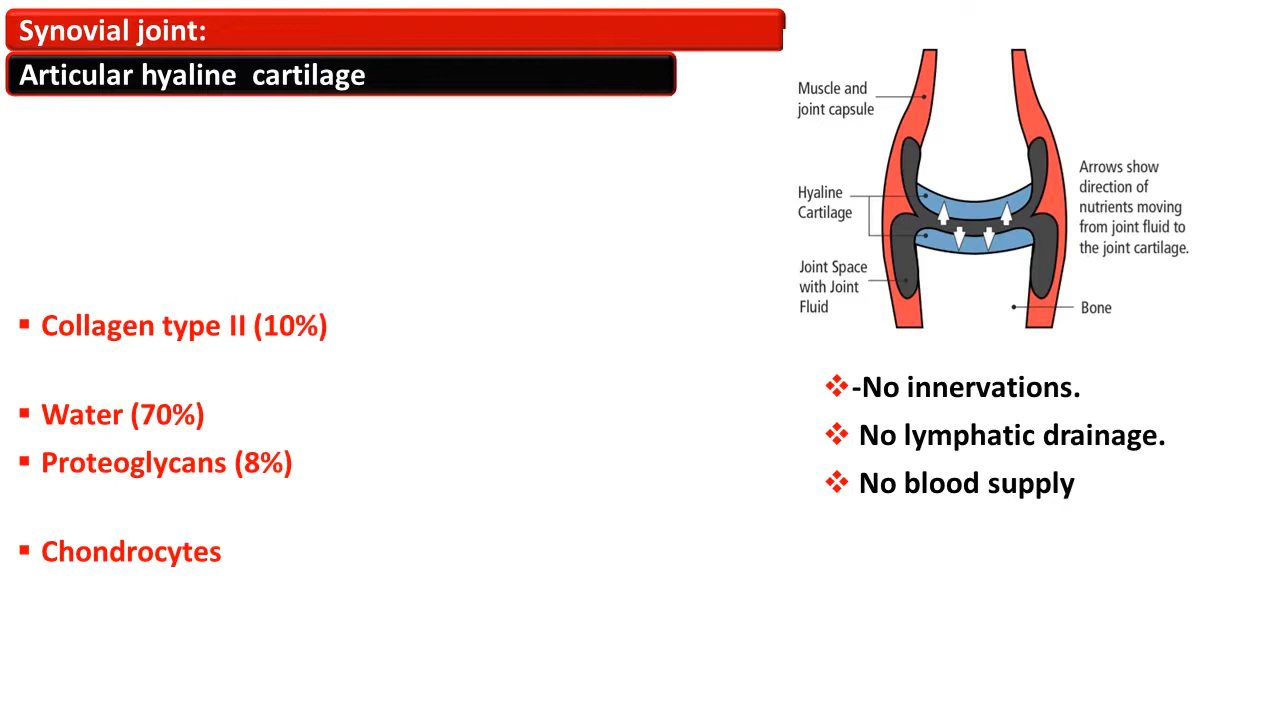 Synovial joint:
Articular hyaline  cartilage
▪ Collagen type II (10%)
▪ Water (70%)
▪ Proteoglycans (8%)
▪ Chondrocytes
Muscle and
joint capsule
Hyaline
Cartilage
Joint Space
with Joint
Fluid
Arrows show
direction of
nutrients moving
from joint fluid to
the joint cartilage.
Bone
❖ -No innervations.
❖ No lymphatic drainage.
❖ No blood supply